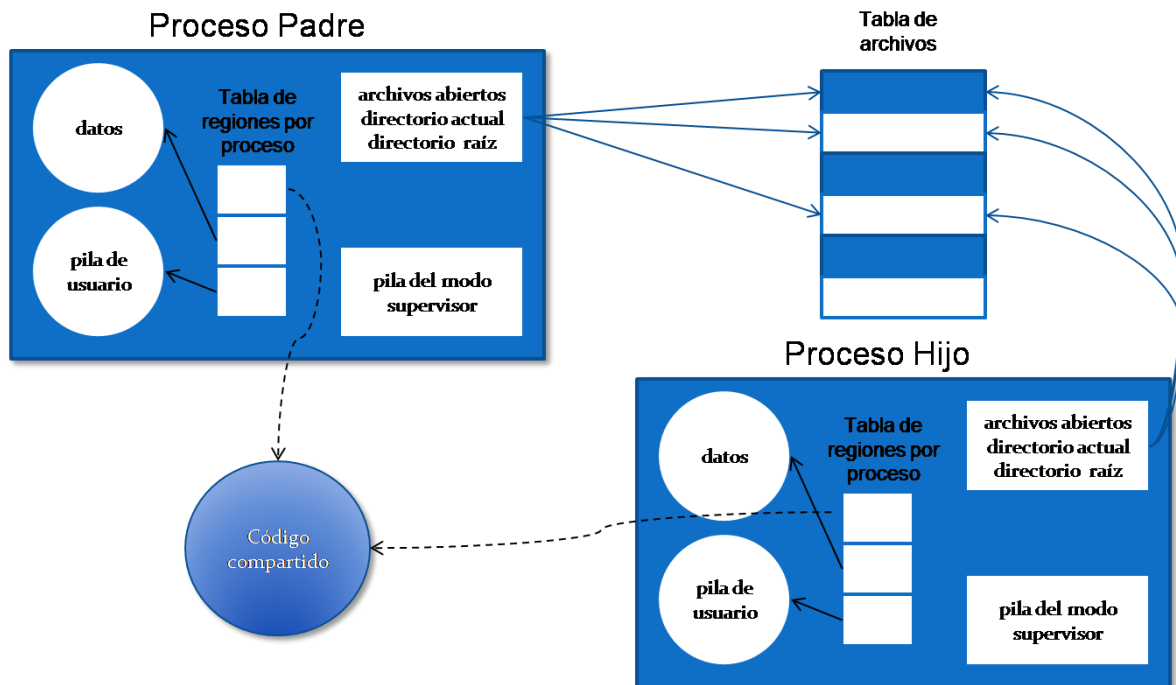 Proceso Padre
datos
Tabla de
regiones por
proceso
archivos abiertos
directorio actual
directorio raíz
pila de
usuario
pila del modo
supervisor
Tabla de
archivos
Código
compartido
Proceso Hijo
datos
Tabla de
regiones por
proceso
archivos abiertos
directorio actual
directorio raíz
pila de
usuario
pila del modo
supervisor